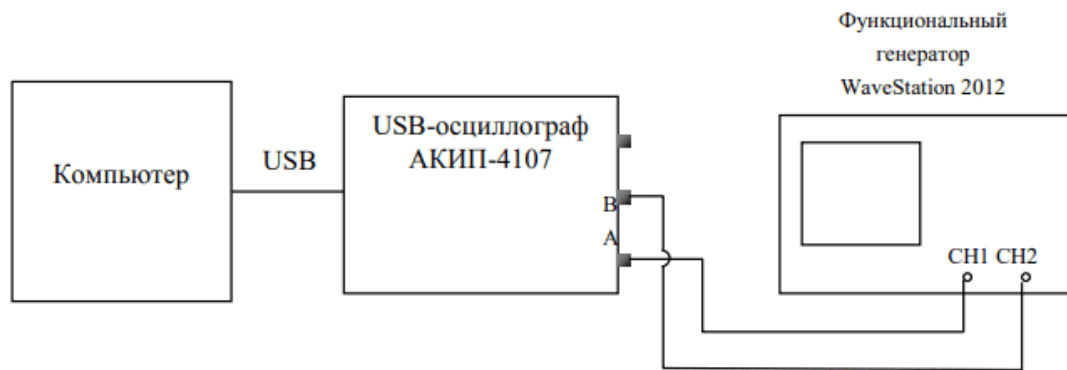 Функциональный
генератор
WaveStation 2012
USB-осциллограф
АКИП-4107
USB
Компьютер
B
A
CH1 CH2